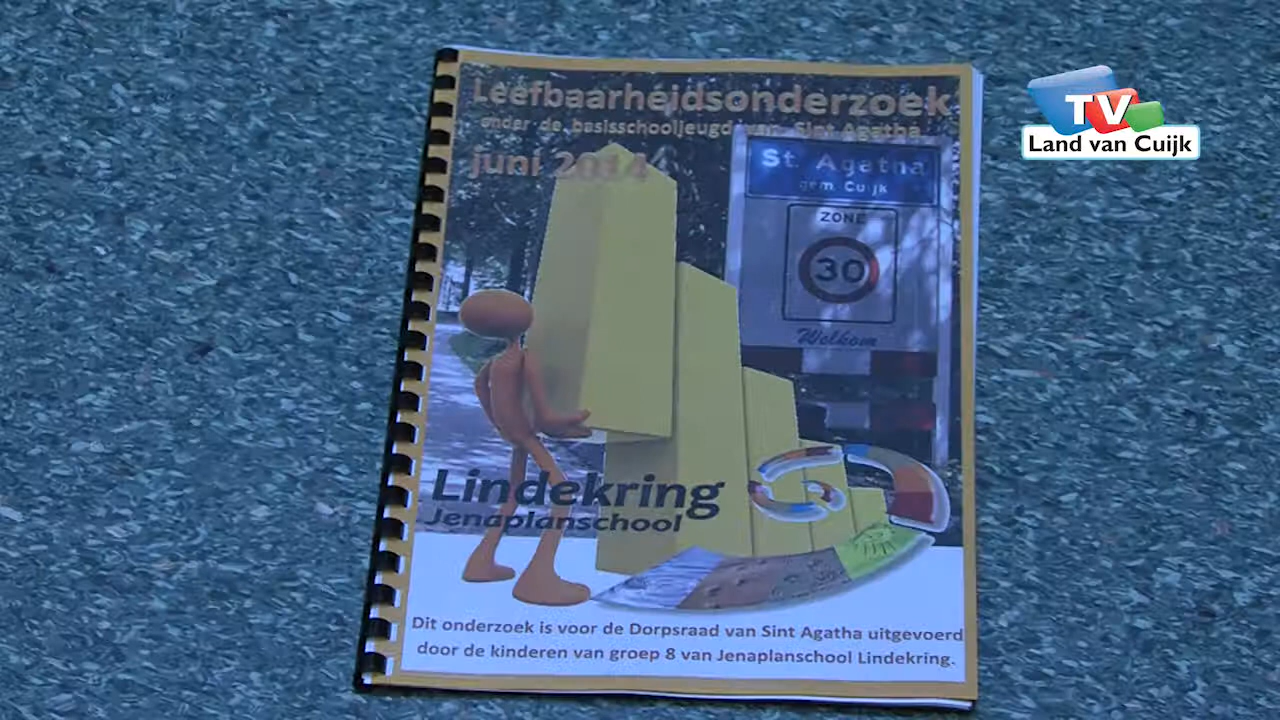 Leefbaarheidsonderzoek
onder de basisschooljeugd van Sint Agatha
juni 2014
St. Agatha
gem. Cuijk
ZONE
30
Welkom
Lindekring
Jenaplanschool
Dit onderzoek is voor de Dorpsraad van Sint Agatha uitgevoerd
door de kinderen van groep 8 van Jenaplanschool Lindekring.
TV
Land van Cuijk